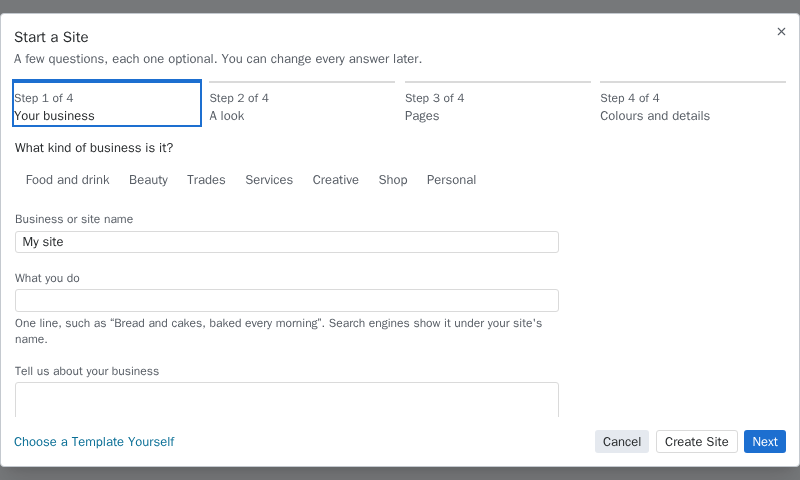 Start a Site
×
A few questions, each one optional. You can change every answer later.
Step 1 of 4
Your business
Step 2 of 4
A look
Step 3 of 4
Pages
Step 4 of 4
Colours and details
What kind of business is it?
Food and drink Beauty Trades Services Creative Shop Personal
Business or site name
My site
What you do
One line, such as “Bread and cakes, baked every morning”. Search engines show it under your site's
name.
Tell us about your business
Choose a Template Yourself
Cancel Create Site Next